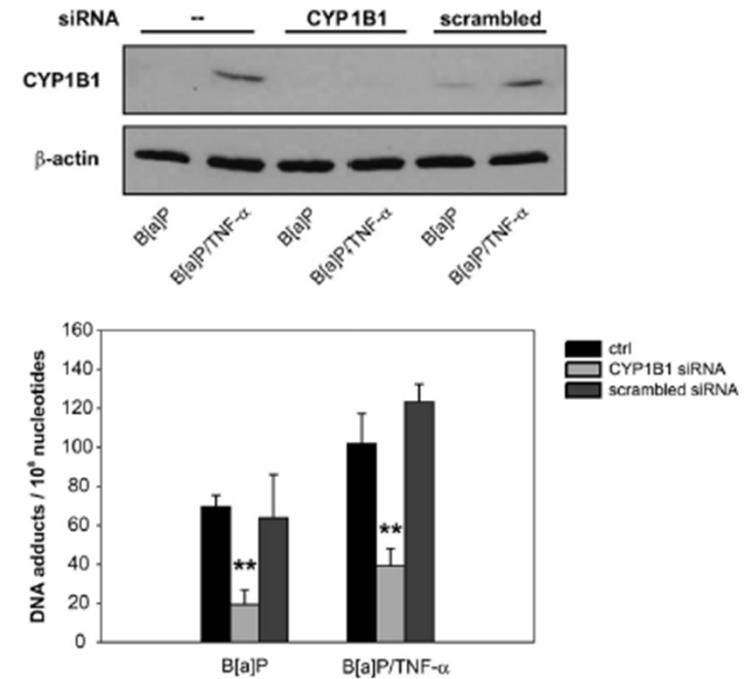 siRNA -- CYP1B1 scrambled
CYP1B1
β-actin
B[a]P B[a]P/TNF-α B[a]P B[a]P/TNF-α B[a]P B[a]P/TNF-α
DNA adducts / 10⁸ nucleotides
160
140
120
100
80
60
40
20
0
**
**
B[a]P B[a]P/TNF-α
ctrl
CYP1B1 siRNA
scrambled siRNA